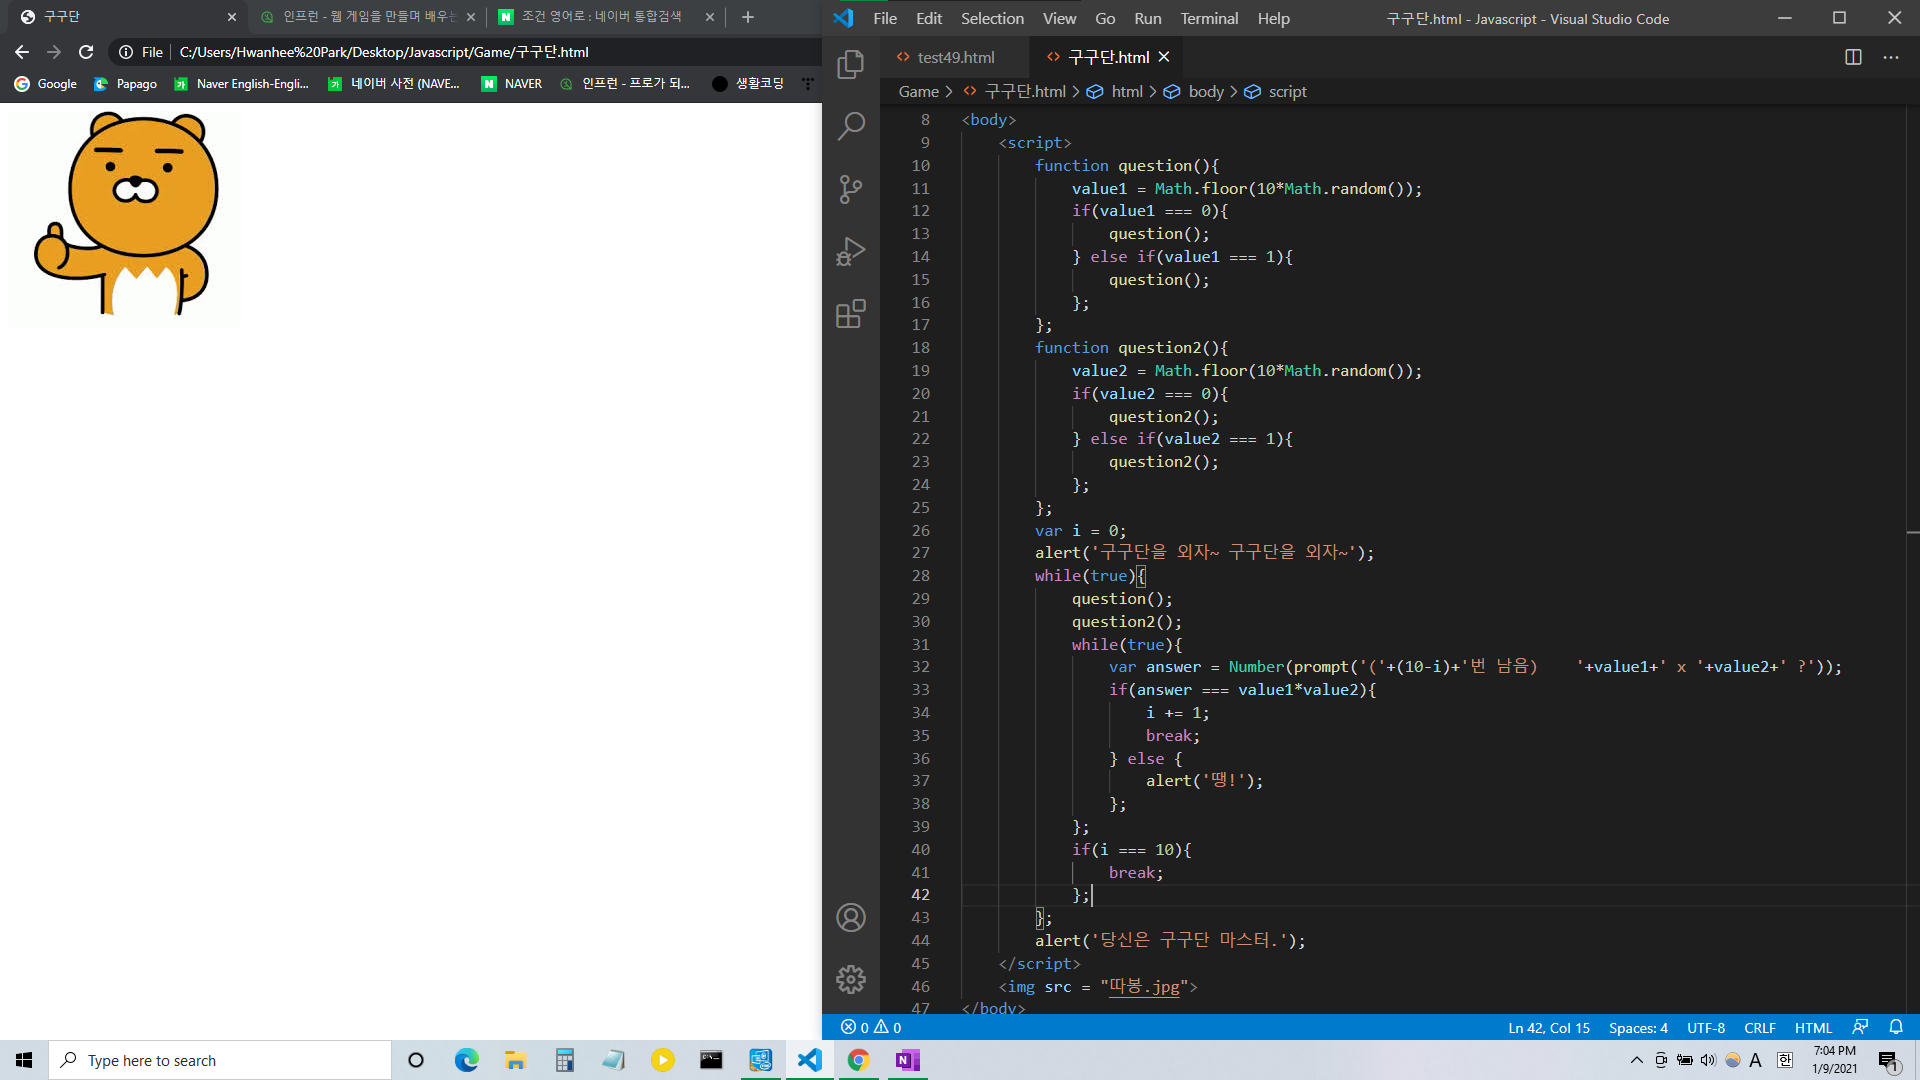 구구단
인프런 - 웹 게임을 만들며 배우는
조건 영어로 : 네이버 통합검색
File Edit Selection View Go Run Terminal Help
구구단.html - Javascript - Visual Studio Code
File C:/Users/Hwanhee%20Park/Desktop/Javascript/Game/구구단.html
Google Papago Naver English-Engli... 네이버 사전 (NAVE... NAVER 인프런 - 프로가 되... 생활코딩
test49.html 구구단.html
Game > 구구단.html > html > body > script
8 <body>
9 <script>
10 function question(){
11 value1 = Math.floor(10*Math.random());
12 if(value1 === 0){
13 question();
14 } else if(value1 === 1){
15 question();
16 };
17 };
18 function question2(){
19 value2 = Math.floor(10*Math.random());
20 if(value2 === 0){
21 question2();
22 } else if(value2 === 1){
23 question2();
24 };
25 };
26 var i = 0;
27 alert('구구단을 외자~ 구구단을 외자~');
28 while(true){
29 question();
30 question2();
31 while(true){
32 var answer = Number(prompt('('+(10-i)+'번 남음)    '+value1+' x '+value2+' ?'));
33 if(answer === value1*value2){
34 i += 1;
35 break;
36 } else {
37 alert('땡!');
38 };
39 };
40 if(i === 10){
41 break;
42 };
43 };
44 alert('당신은 구구단 마스터.');
45 </script>
46 <img src = "따봉.jpg">
47 </body>
0 0
Ln 42, Col 15 Spaces: 4 UTF-8 CRLF HTML
Type here to search
A 한
7:04 PM
1/9/2021
1